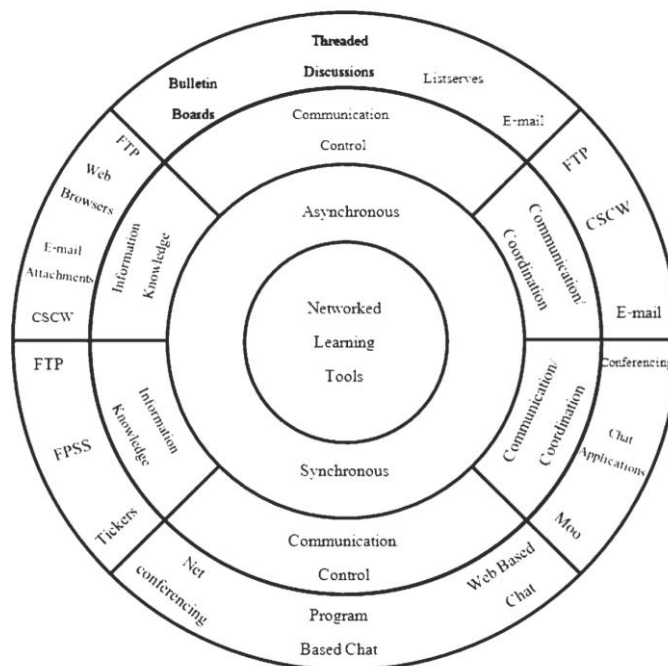 Threaded
Discussions
Bulletin
Boards
Listserves
E-mail
Communication
Control
FTP
Web
Browsers
E-mail
Attachments
CSCW
Information
Knowledge
Asynchronous
Communication/
Coordination
FTP
CSCW
E-mail
Networked
Learning
Tools
FTP
FPSS
Tickers
Information
Knowledge
Synchronous
Communication/
Coordination
Conferencing
Chat
Applications
Moo
Communication
Control
Net
conferencing
Program
Based Chat
Web Based
Chat